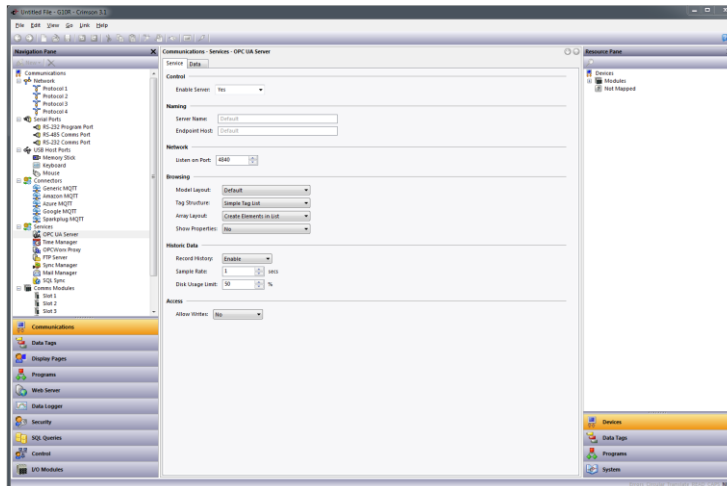 Untitled File - G10R - Crimson 3.1
File Edit View Go Link Help
Navigation Pane
Communications
Network
Protocol 1
Protocol 2
Protocol 3
Protocol 4
Serial Ports
RS-232 Program Port
RS-485 Comms Port
RS-232 Comms Port
USB Host Ports
Memory Stick
Keyboard
Mouse
Connectors
Generic MQTT
Amazon MQTT
Azure MQTT
Google MQTT
Sparkplug MQTT
Services
OPC UA Server
Time Manager
OPCWorx Proxy
FTP Server
Sync Manager
Mail Manager
SQL Sync
Comms Modules
Slot 1
Slot 2
Slot 3
Communications
Data Tags
Display Pages
Programs
Web Server
Data Logger
Security
SQL Queries
Control
I/O Modules
Communications - Services - OPC UA Server
Service Data
Control
Enable Server: Yes
Naming
Server Name: Default
Endpoint Host: Default
Network
Listen on Port: 4840
Browsing
Model Layout: Default
Tag Structure: Simple Tag List
Array Layout: Create Elements in List
Show Properties: No
Historic Data
Record History: Enable
Sample Rate: 1 secs
Disk Usage Limit: 50 %
Access
Allow Writes: No
Resource Pane
Devices
Modules
Not Mapped
Devices
Data Tags
Programs
System